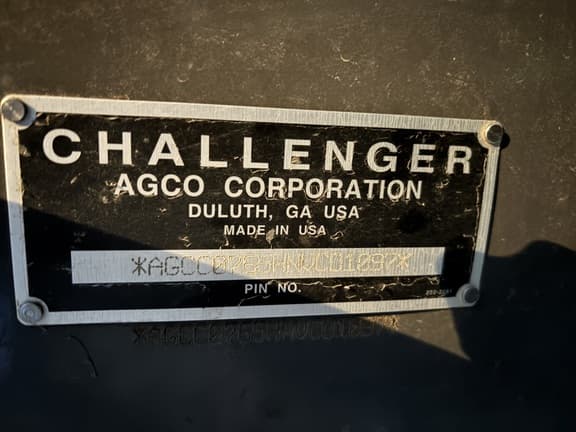 CHALLENGER
AGCO CORPORATION
DULUTH, GA USA
MADE IN USA
PIN NO.